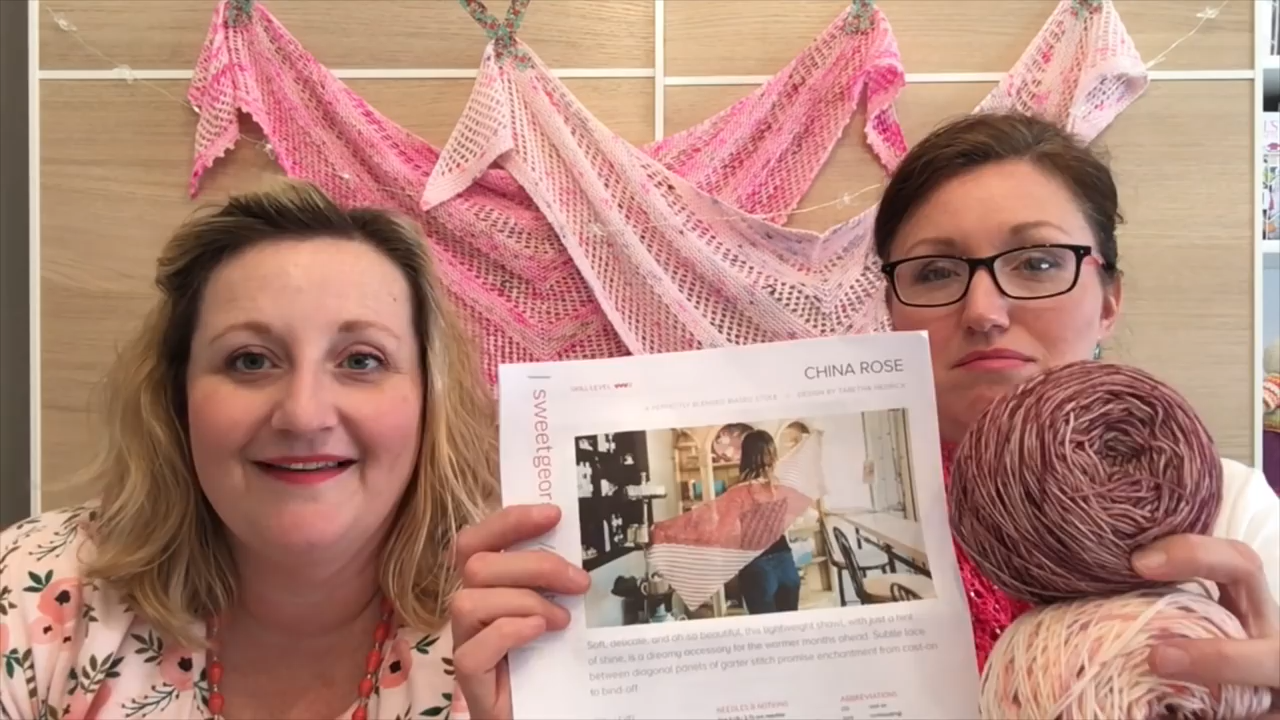 SKILL LEVEL
CHINA ROSE
A PERFECTLY BLENDED BASICS STYLE DESIGN BY TABETHA HEDRICK
sweetgeor
Soft, delicate, and oh so beautiful, this lightweight shawl, with just a hint
of shine, is a dreamy accessory for the warmer months ahead. Subtle lace
between diagonal panels of garter stitch promise enchantment from cast-on
to bind-off.
NEEDLES & NOTIONS
ABBREVIATIONS